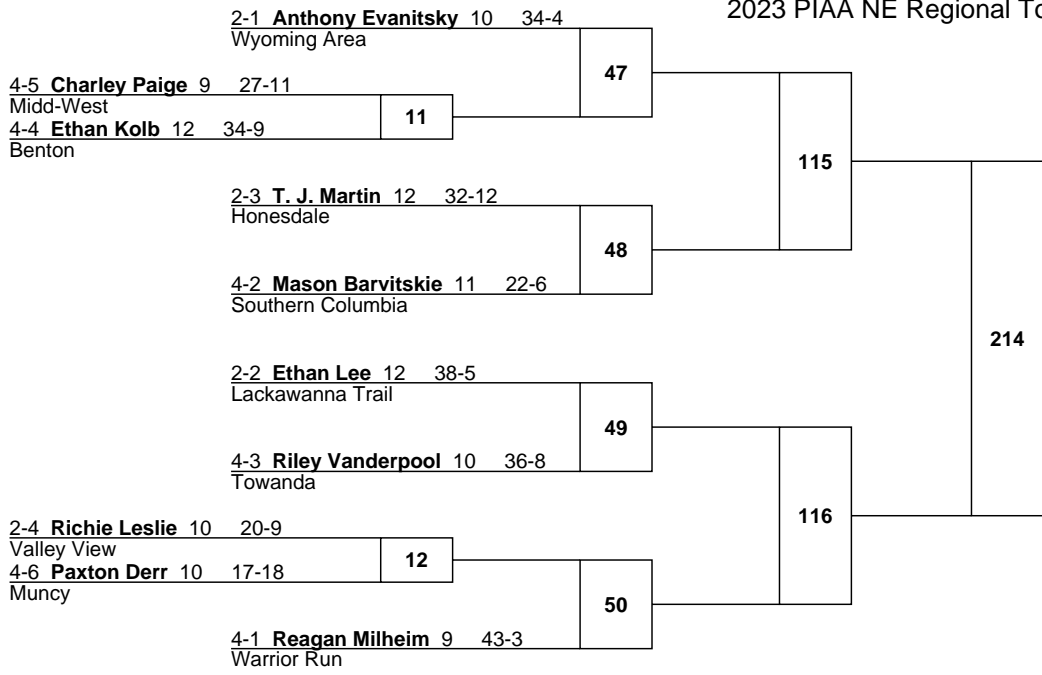 2023 PIAA NE Regional To
2-1 Anthony Evanitsky 10 34-4
Wyoming Area
47
4-5 Charley Paige 9 27-11
Midd-West
11
4-4 Ethan Kolb 12 34-9
Benton
115
2-3 T. J. Martin 12 32-12
Honesdale
48
4-2 Mason Barvitskie 11 22-6
Southern Columbia
214
2-2 Ethan Lee 12 38-5
Lackawanna Trail
49
4-3 Riley Vanderpool 10 36-8
Towanda
116
2-4 Richie Leslie 10 20-9
Valley View
12
4-6 Paxton Derr 10 17-18
Muncy
50
4-1 Reagan Milheim 9 43-3
Warrior Run